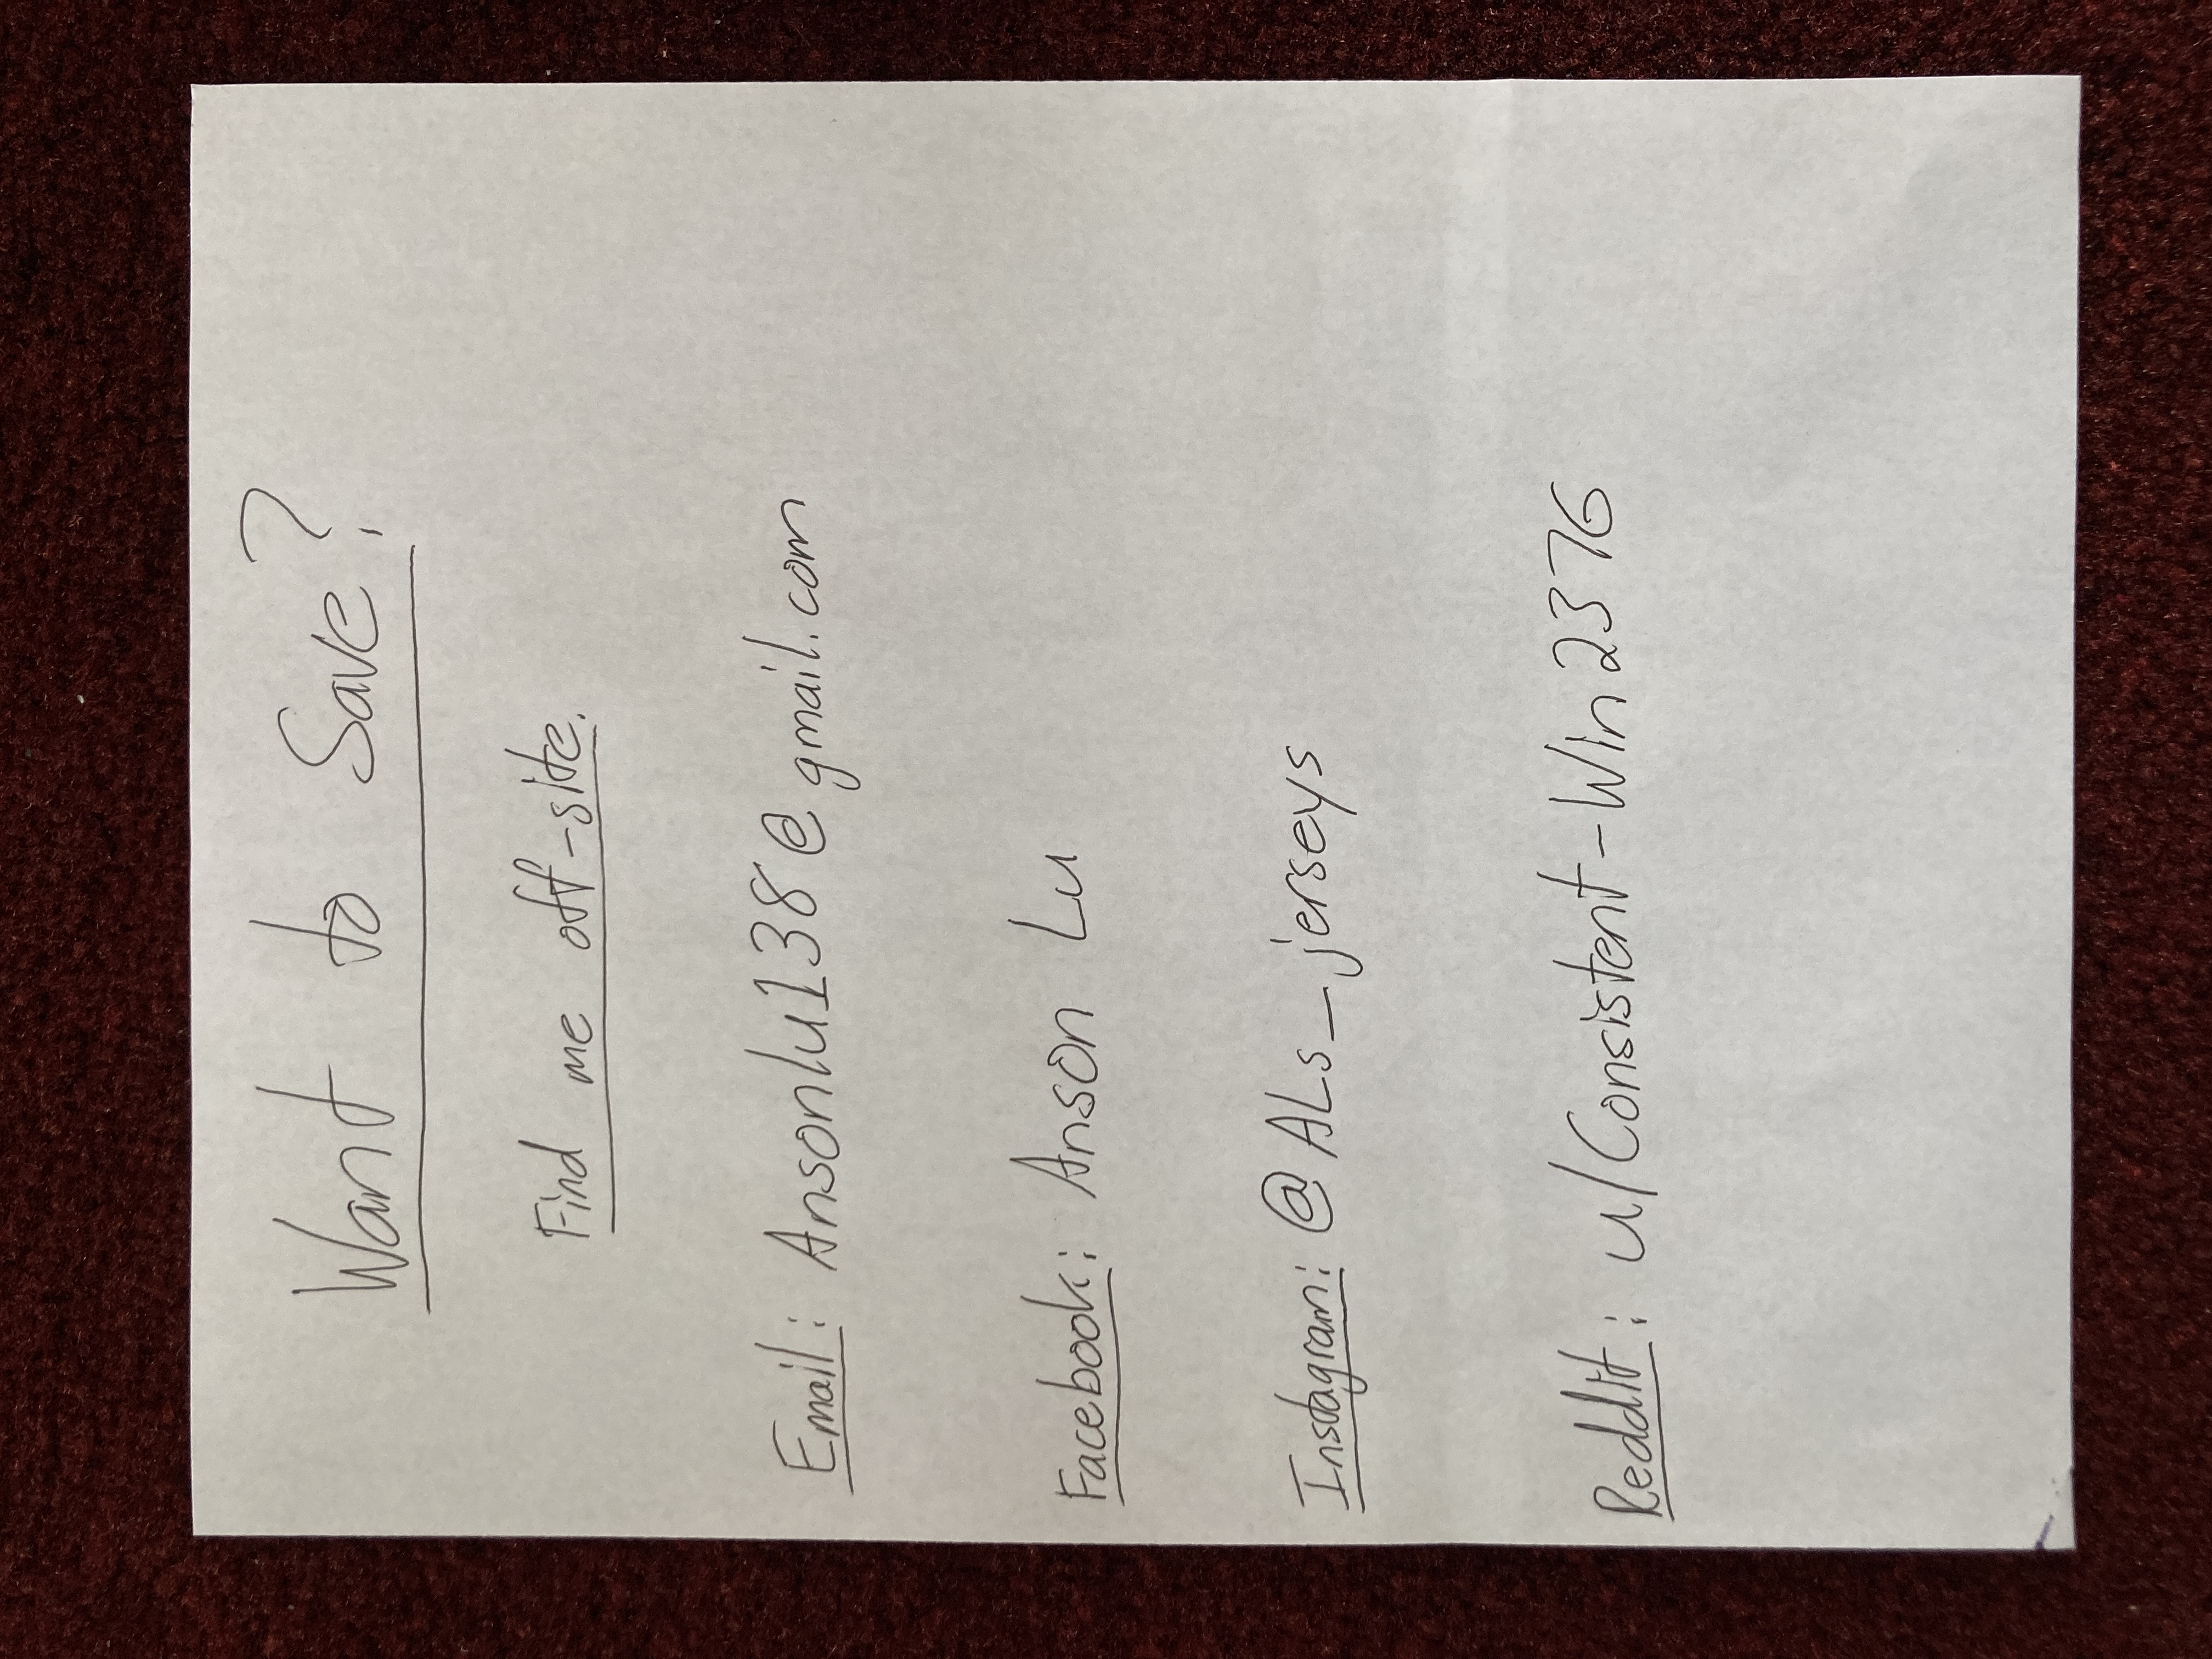 Want to Save?
Find me off-site.
Email: Ansonlu138@gmail.com
Facebook: Anson Lu
Instagram: @ALs_jerseys
Reddit: u/Consistent-Win2376